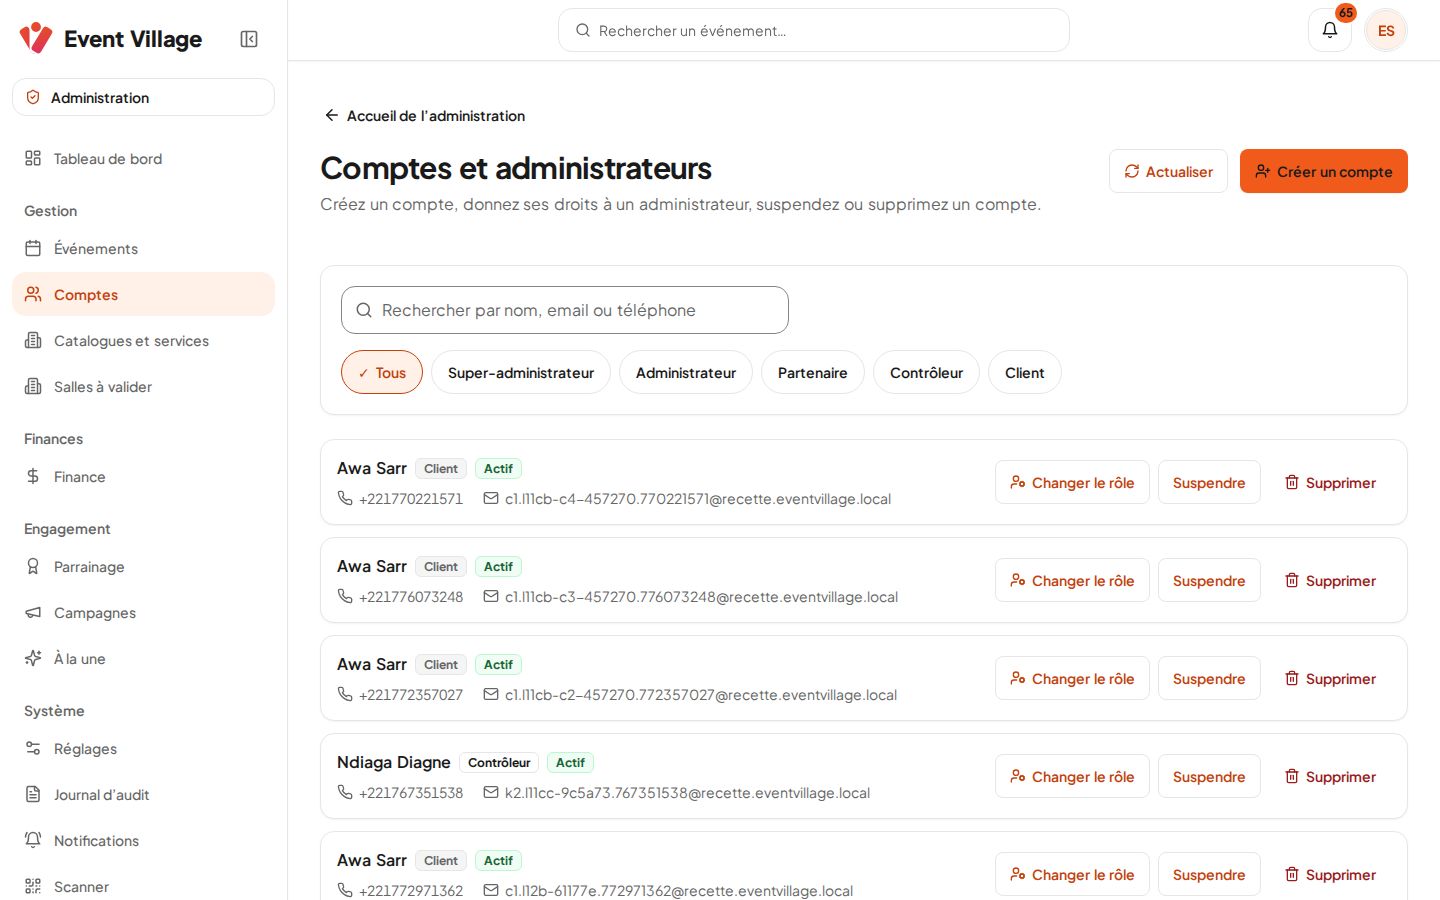 Event Village
Rechercher un événement…
65
ES
Administration
Accueil de l’administration
Tableau de bord
Comptes et administrateurs
Actualiser
Créer un compte
Créez un compte, donnez ses droits à un administrateur, suspendez ou supprimez un compte.
Gestion
Événements
Comptes
Catalogues et services
Salles à valider
Finances
Finance
Engagement
Parrainage
Campagnes
À la une
Système
Réglages
Journal d’audit
Notifications
Scanner
Rechercher par nom, email ou téléphone
✓ Tous
Super-administrateur
Administrateur
Partenaire
Contrôleur
Client
Awa Sarr Client Actif
+221770221571 c1.l11cb-c4-457270.770221571@recette.eventvillage.local
Changer le rôle Suspendre Supprimer
Awa Sarr Client Actif
+221776073248 c1.l11cb-c3-457270.776073248@recette.eventvillage.local
Changer le rôle Suspendre Supprimer
Awa Sarr Client Actif
+221772357027 c1.l11cb-c2-457270.772357027@recette.eventvillage.local
Changer le rôle Suspendre Supprimer
Ndiaga Diagne Contrôleur Actif
+221767351538 k2.l11cc-9c5a73.767351538@recette.eventvillage.local
Changer le rôle Suspendre Supprimer
Awa Sarr Client Actif
+221772971362 c1.l12b-61177e.772971362@recette.eventvillage.local
Changer le rôle Suspendre Supprimer